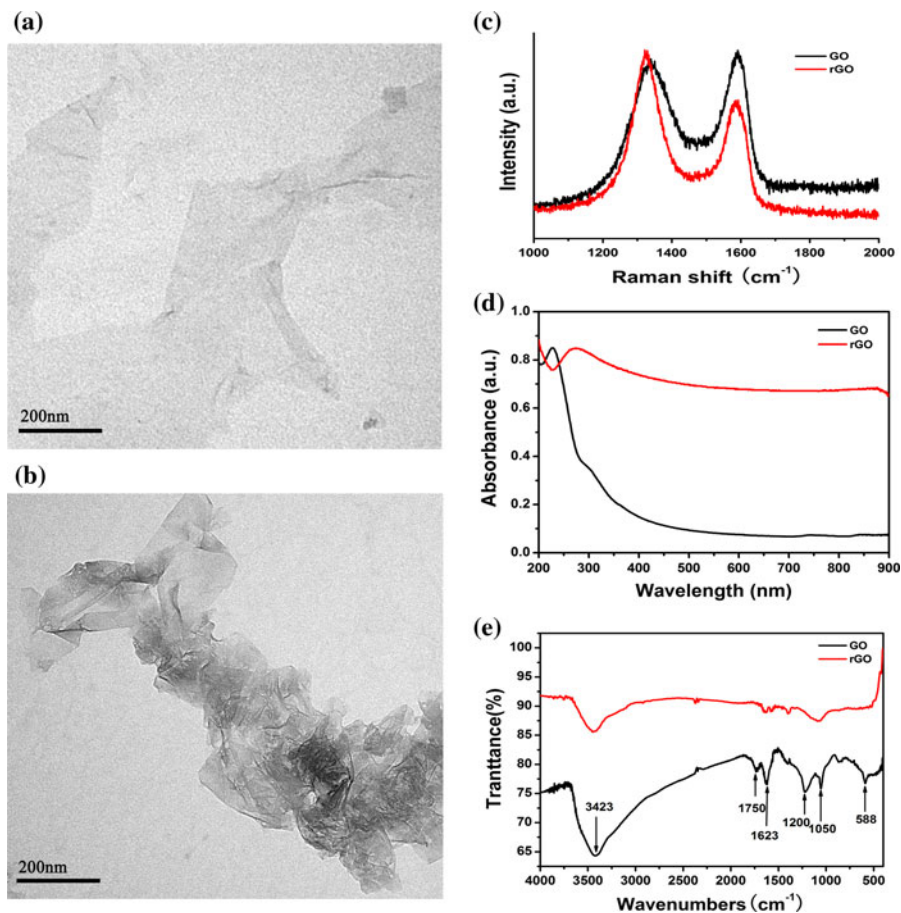 (a)
200nm
(b)
200nm
(c)
GO
rGO
Intensity (a.u.)
1000 1200 1400 1600 1800 2000
Raman shift (cm-1)
(d)
GO
rGO
Absorbance (a.u.)
1.0
0.8
0.6
0.4
0.2
0.0
200 300 400 500 600 700 800 900
Wavelength (nm)
(e)
GO
rGO
Tranttance(%)
100
95
90
85
80
75
70
65
3423
1750
1623
1200
1050
588
4000 3500 3000 2500 2000 1500 1000 500
Wavenumbers (cm-1)